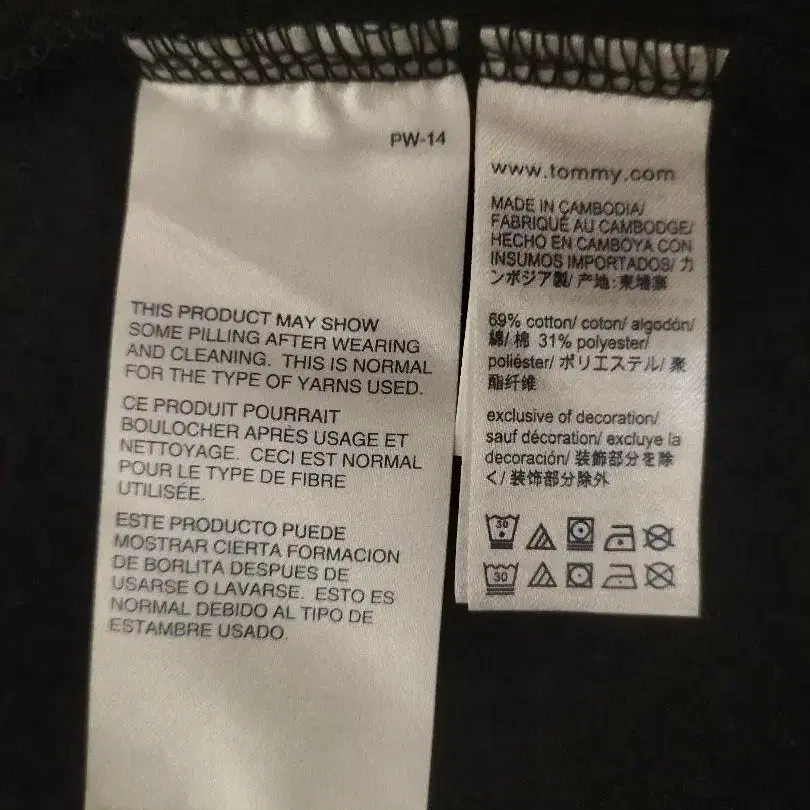 PW-14
THIS PRODUCT MAY SHOW
SOME PILLING AFTER WEARING
AND CLEANING. THIS IS NORMAL
FOR THE TYPE OF YARNS USED.
CE PRODUIT POURRAIT
BOULOCHER APRÈS USAGE ET
NETTOYAGE. CECI EST NORMAL
POUR LE TYPE DE FIBRE
UTILISÉE.
ESTE PRODUCTO PUEDE
MOSTRAR CIERTA FORMACION
DE BORLITA DESPUES DE
USARSE O LAVARSE. ESTO ES
NORMAL DEBIDO AL TIPO DE
ESTAMBRE USADO.
www.tommy.com
MADE IN CAMBODIA/
FABRIQUÉ AU CAMBODGE/
HECHO EN CAMBOYA CON
INSUMOS IMPORTADOS/ カ
ンボジア製/ 产地: 柬埔寨
69% cotton/ coton/ algodón/
綿/ 棉 31% polyester/
poliéster/ ポリエステル/ 聚
酯纤维
exclusive of decoration/
sauf décoration/ excluye la
decoración/ 装飾部分を除
く/ 装饰部分除外
30
30